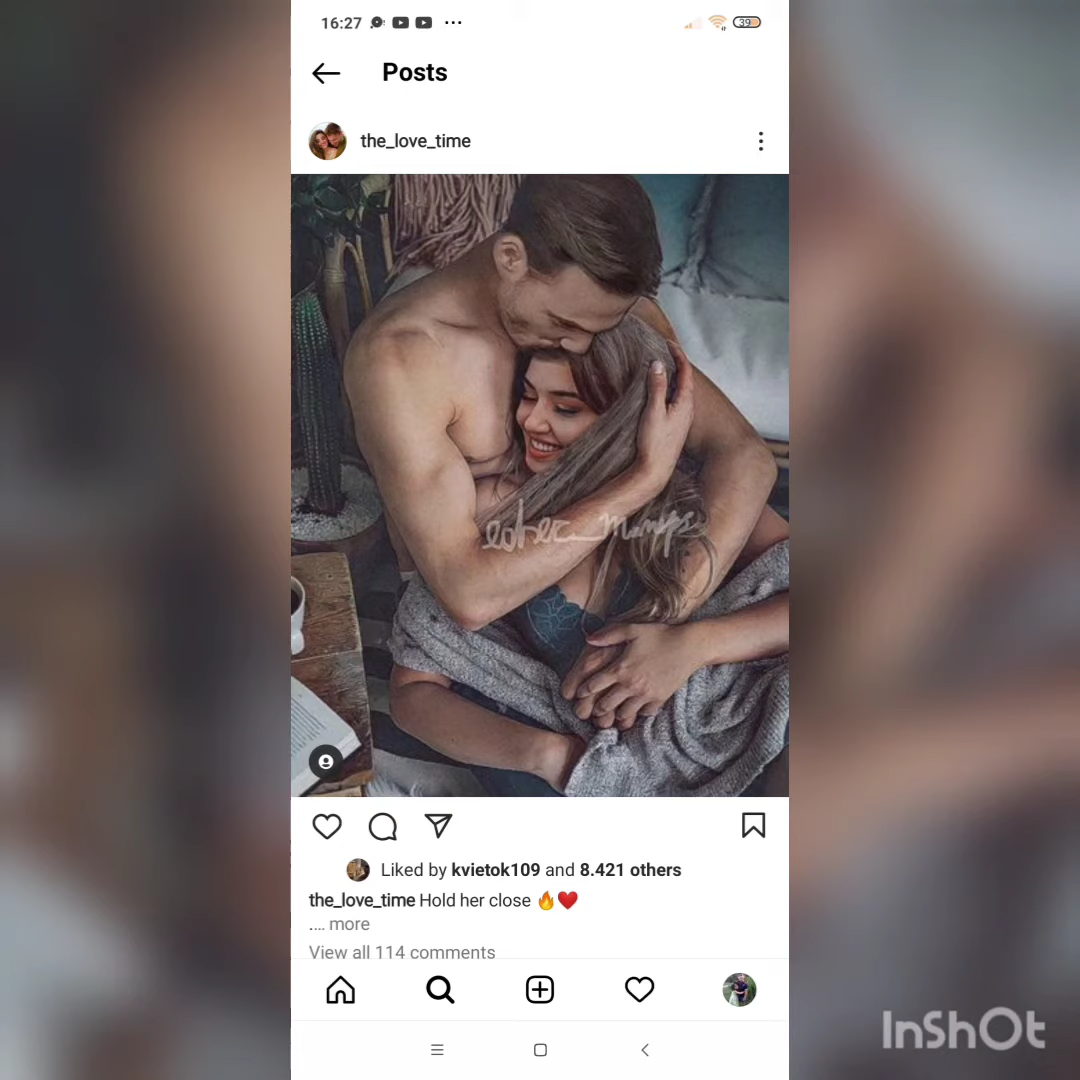 16:27
39
Posts
the_love_time
Liked by kvietok109 and 8.421 others
the_love_time Hold her close 🔥❤️
.... more
View all 114 comments
InShOt